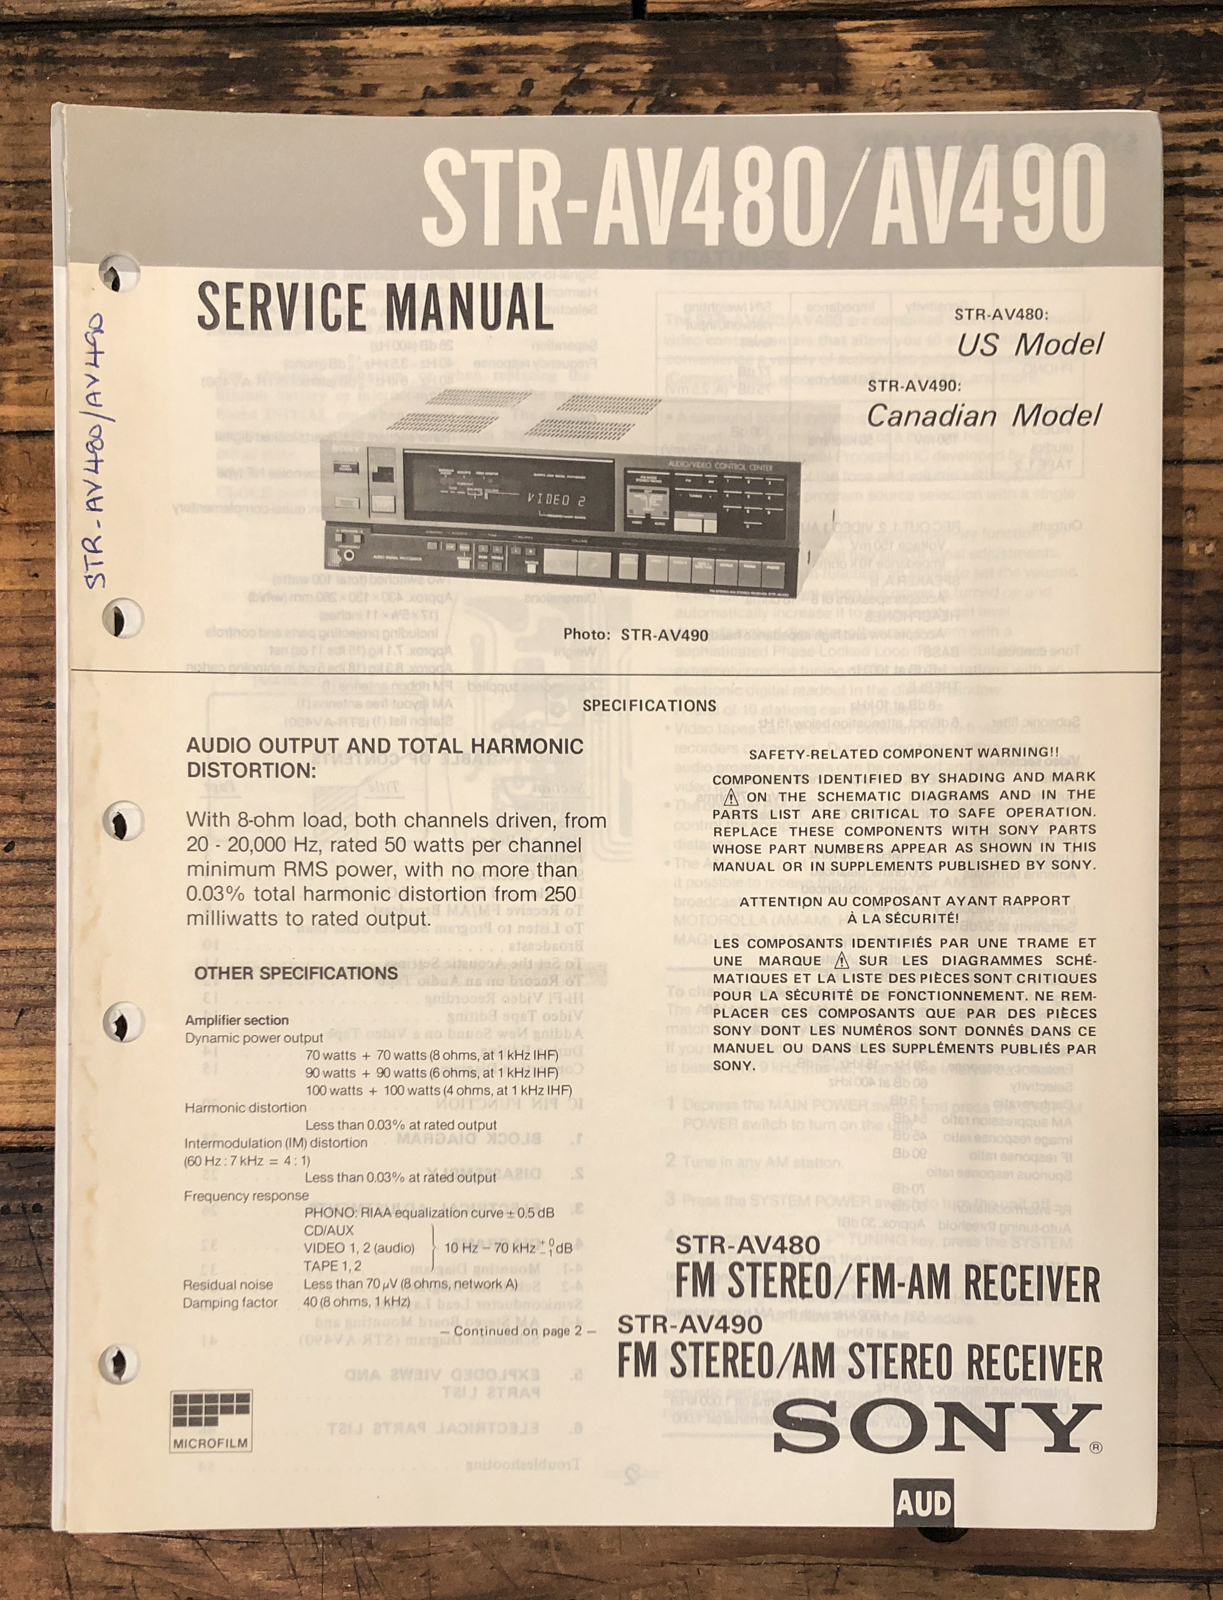 STR-AV480/AV490
SERVICE MANUAL
STR-AV480:
US Model
STR-AV490:
Canadian Model
STR-AV480/AV490
AUDIO/VIDEO CONTROL CENTER
VIDEO 2
Photo: STR-AV490
SPECIFICATIONS
AUDIO OUTPUT AND TOTAL HARMONIC
DISTORTION:
With 8-ohm load, both channels driven, from
20 - 20,000 Hz, rated 50 watts per channel
minimum RMS power, with no more than
0.03% total harmonic distortion from 250
milliwatts to rated output.
OTHER SPECIFICATIONS
Amplifier section
Dynamic power output
70 watts + 70 watts (8 ohms, at 1 kHz IHF)
90 watts + 90 watts (6 ohms, at 1 kHz IHF)
100 watts + 100 watts (4 ohms, at 1 kHz IHF)
Harmonic distortion
Less than 0.03% at rated output
Intermodulation (IM) distortion
(60 Hz : 7 kHz = 4 : 1)
Less than 0.03% at rated output
Frequency response
PHONO: RIAA equalization curve ± 0.5 dB
CD/AUX
VIDEO 1, 2 (audio) 10 Hz – 70 kHz +0 −1 dB
TAPE 1, 2
Residual noise Less than 70 μV (8 ohms, network A)
Damping factor 40 (8 ohms, 1 kHz)
– Continued on page 2 –
MICROFILM
SAFETY-RELATED COMPONENT WARNING!!
COMPONENTS IDENTIFIED BY SHADING AND MARK
⚠ ON THE SCHEMATIC DIAGRAMS AND IN THE
PARTS LIST ARE CRITICAL TO SAFE OPERATION.
REPLACE THESE COMPONENTS WITH SONY PARTS
WHOSE PART NUMBERS APPEAR AS SHOWN IN THIS
MANUAL OR IN SUPPLEMENTS PUBLISHED BY SONY.
ATTENTION AU COMPOSANT AYANT RAPPORT
À LA SÉCURITÉ!
LES COMPOSANTS IDENTIFIÉS PAR UNE TRAME ET
UNE MARQUE ⚠ SUR LES DIAGRAMMES SCHÉ-
MATIQUES ET LA LISTE DES PIÈCES SONT CRITIQUES
POUR LA SÉCURITÉ DE FONCTIONNEMENT. NE REM-
PLACER CES COMPOSANTS QUE PAR DES PIÈCES
SONY DONT LES NUMÉROS SONT DONNÉS DANS CE
MANUEL OU DANS LES SUPPLÉMENTS PUBLIÉS PAR
SONY.
STR-AV480
FM STEREO/FM-AM RECEIVER
STR-AV490
FM STEREO/AM STEREO RECEIVER
SONY®
AUD